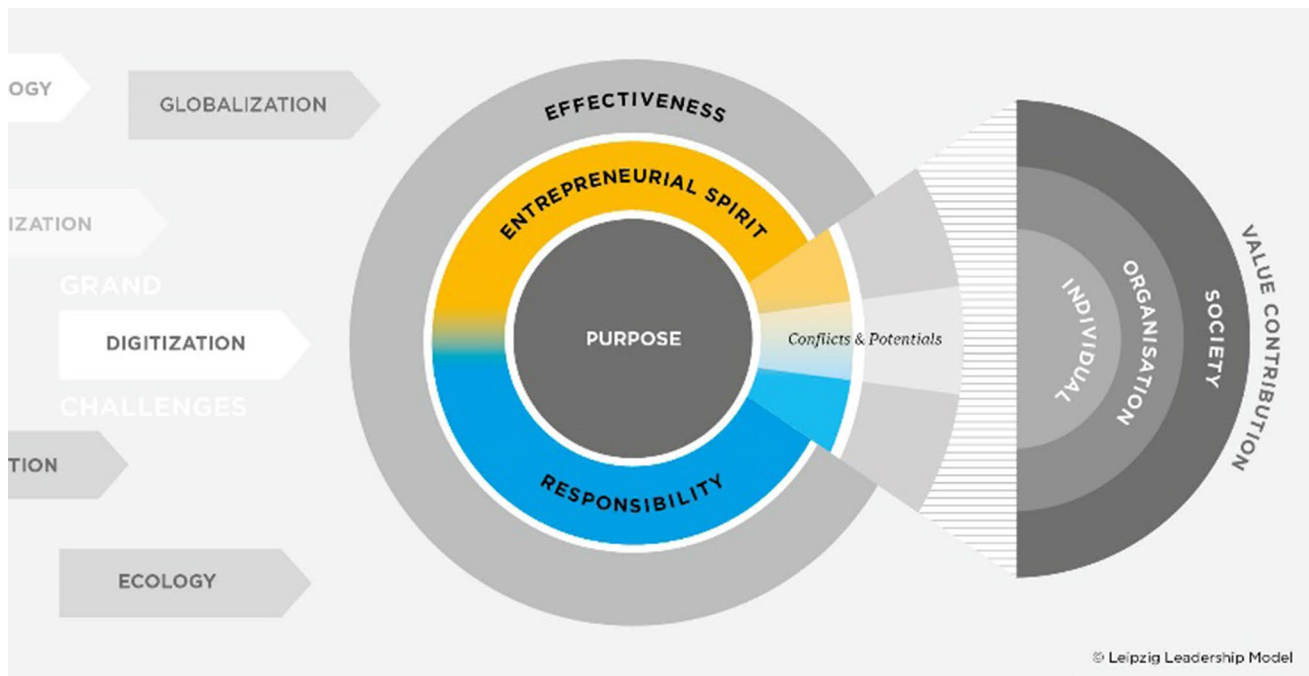 OGY
GLOBALIZATION
IZATION
GRAND
DIGITIZATION
CHALLENGES
TION
ECOLOGY
EFFECTIVENESS
ENTREPRENEURIAL SPIRIT
PURPOSE
RESPONSIBILITY
Conflicts & Potentials
INDIVIDUAL
ORGANISATION
SOCIETY
VALUE CONTRIBUTION
© Leipzig Leadership Model